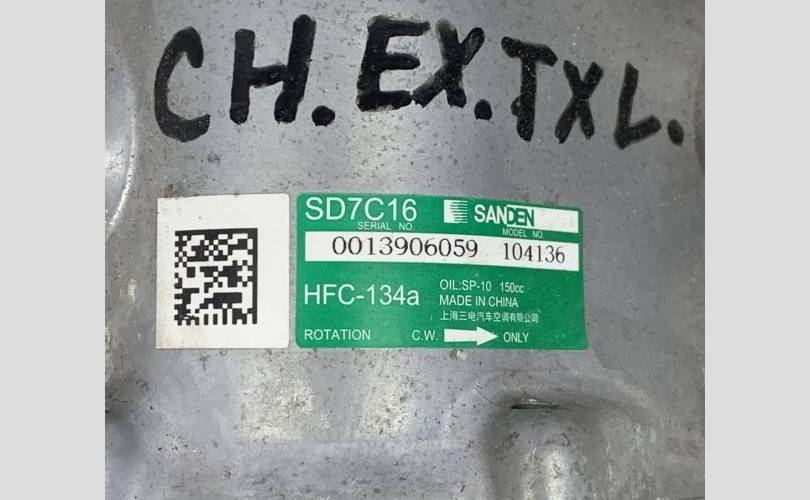 CH.EX.TXL.
SD7C16 SANDEN
SERIAL NO. MODEL NO.
0013906059 104136
HFC-134a OIL:SP-10 150cc
MADE IN CHINA
上海三电汽车空调有限公司
ROTATION C.W. ONLY